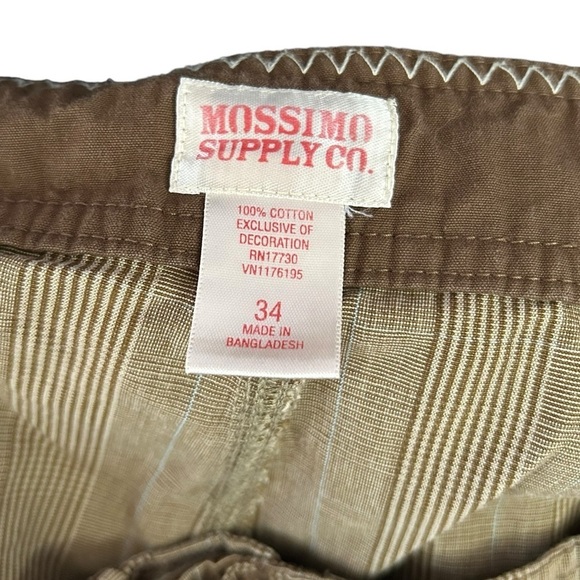 MOSSIMO
SUPPLY CO.
100% COTTON
EXCLUSIVE OF
DECORATION
RN17730
VN1176195
34
MADE IN
BANGLADESH